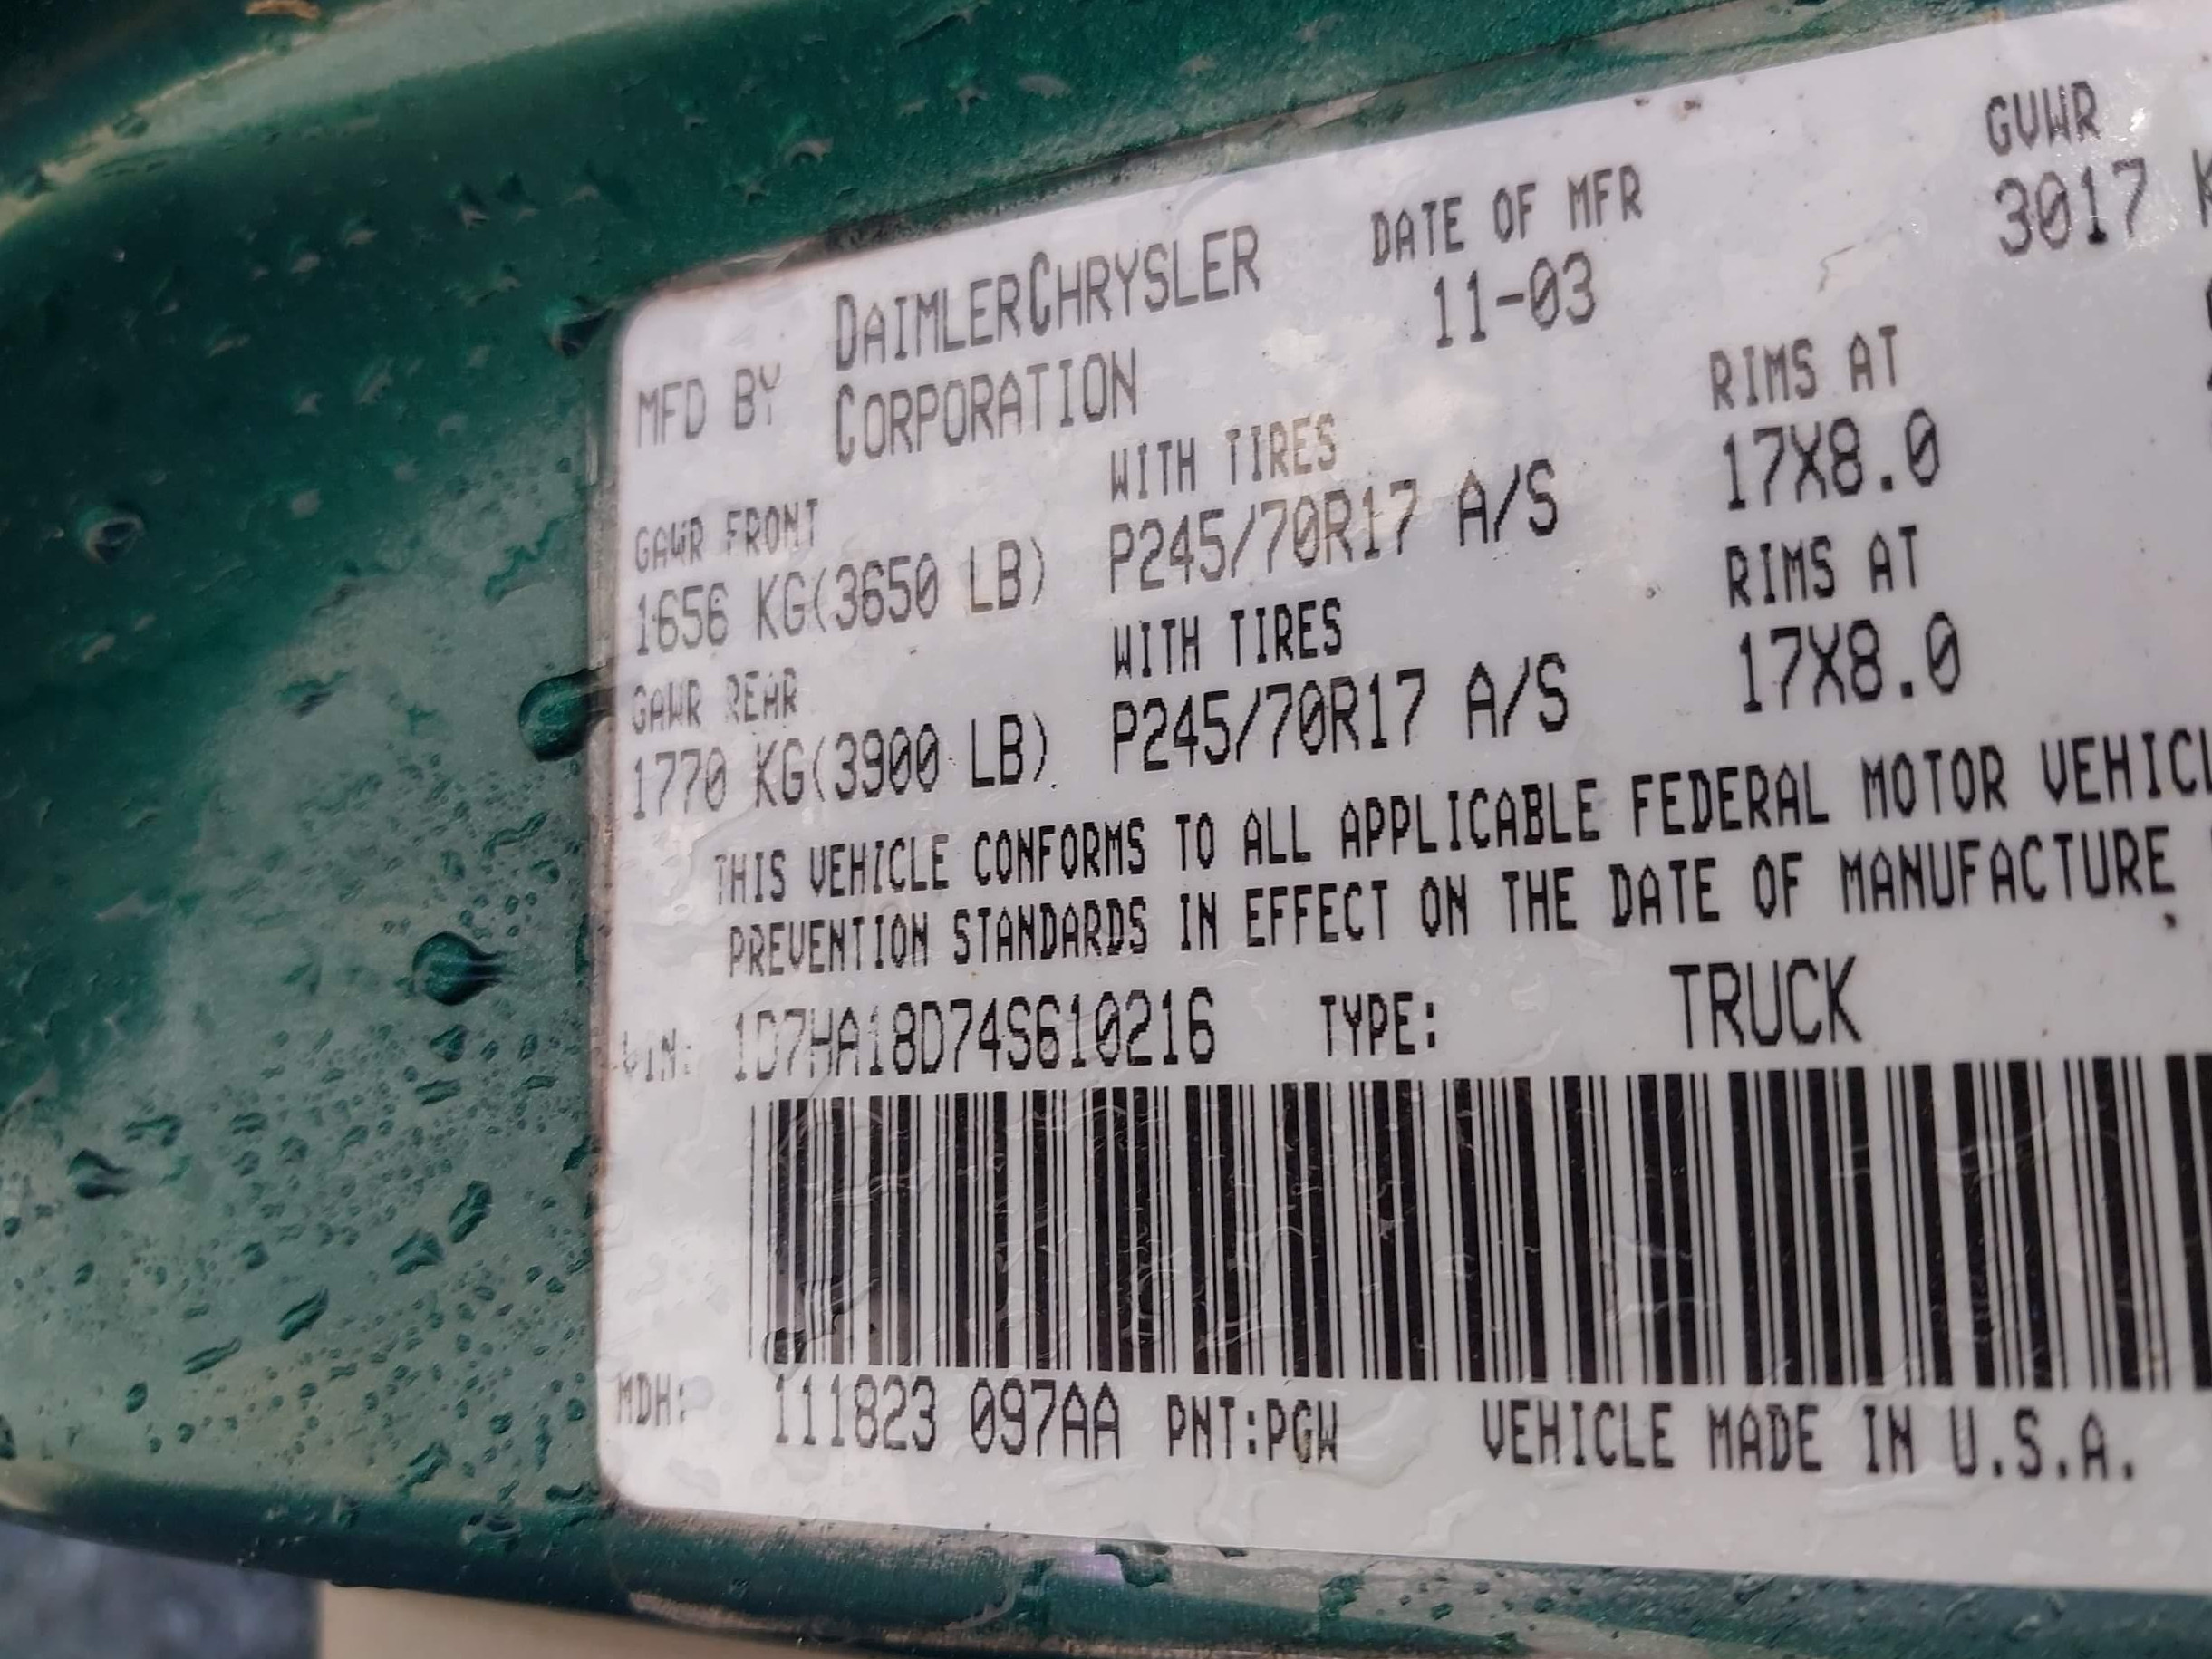 MFD BY DAIMLERCHRYSLER CORPORATION
DATE OF MFR
11-03
GVWR
3017 K
GAWR FRONT
WITH TIRES
RIMS AT
1656 KG(3650 LB) P245/70R17 A/S 17X8.0
GAWR REAR
WITH TIRES
RIMS AT
1770 KG(3900 LB) P245/70R17 A/S 17X8.0
THIS VEHICLE CONFORMS TO ALL APPLICABLE FEDERAL MOTOR VEHICL
PREVENTION STANDARDS IN EFFECT ON THE DATE OF MANUFACTURE
VIN: 1D7HA18D74S610216 TYPE: TRUCK
MDH: 111823 097AA PNT:PGW VEHICLE MADE IN U.S.A.